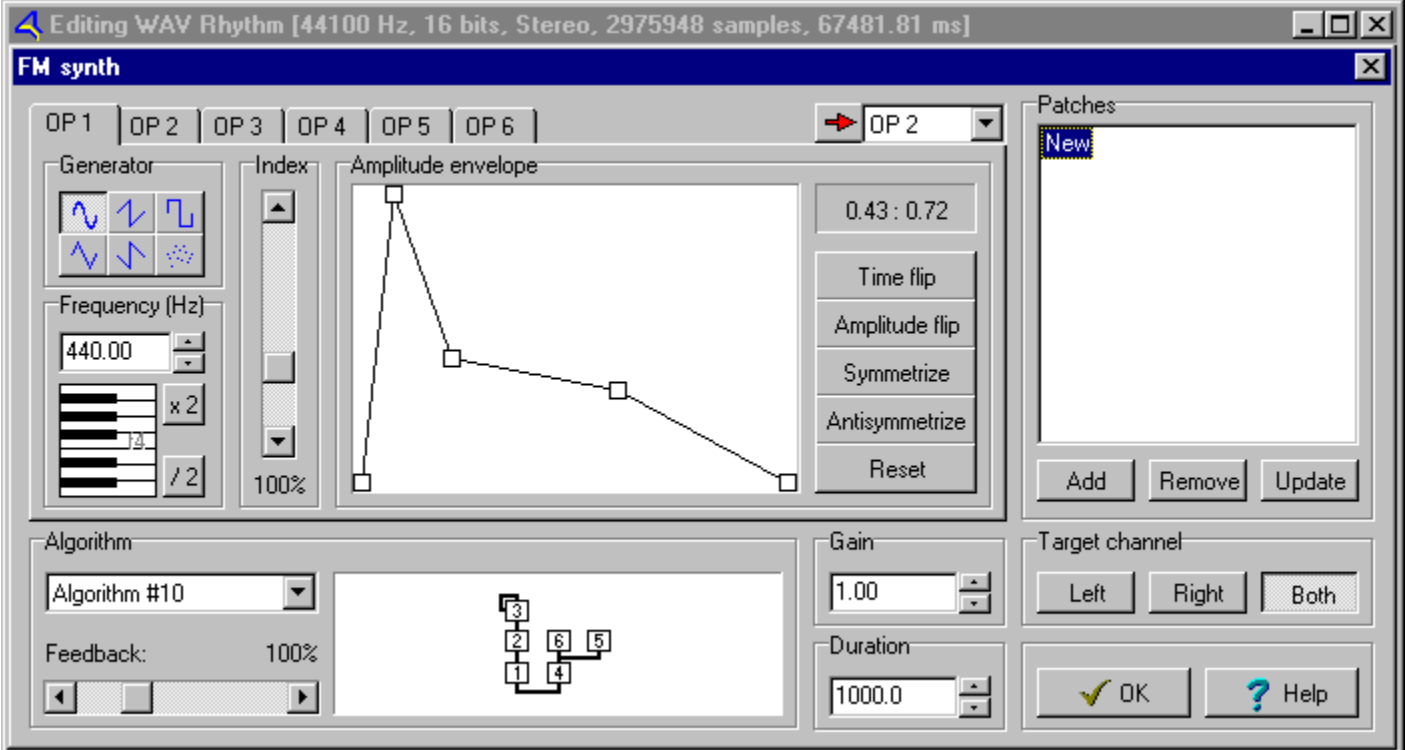 Editing WAV Rhythm [44100 Hz, 16 bits, Stereo, 2975948 samples, 67481.81 ms]
FM synth
OP 1 OP 2 OP 3 OP 4 OP 5 OP 6
OP 2
Patches
New
Generator
Index
Amplitude envelope
0.43 : 0.72
Time flip
Amplitude flip
Symmetrize
Antisymmetrize
Reset
Frequency (Hz)
440.00
x 2
/ 2
100%
Add Remove Update
Algorithm
Algorithm #10
Feedback: 100%
3
2 6 5
1 4
Gain
1.00
Duration
1000.0
Target channel
Left Right Both
OK Help